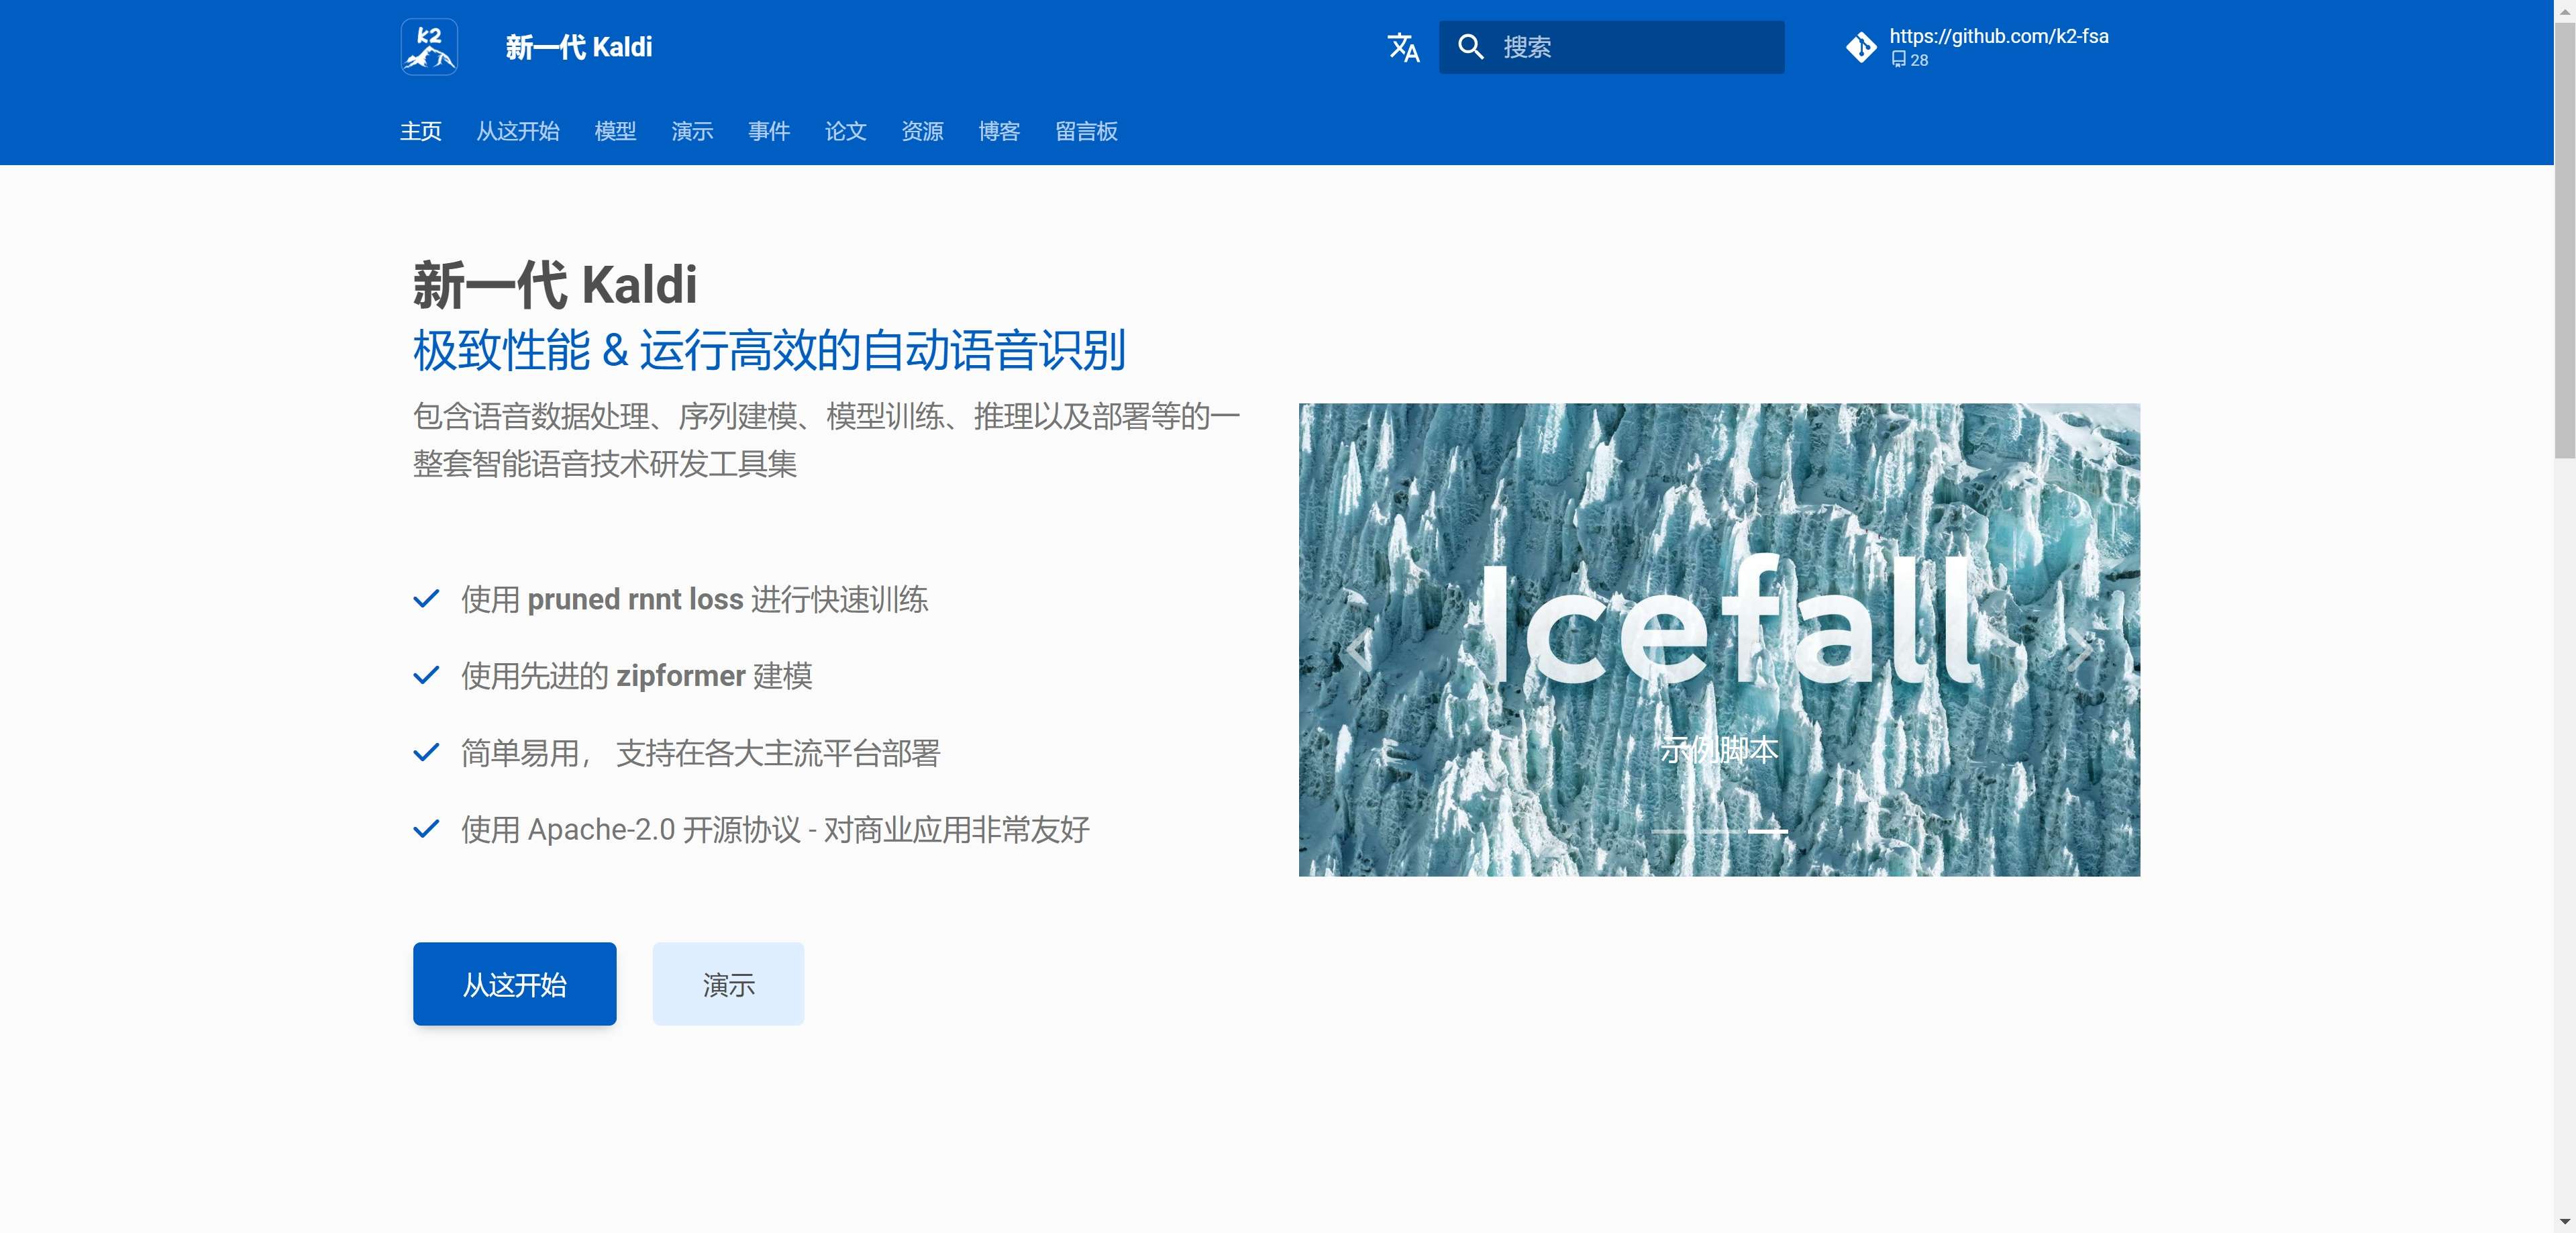 k2
新一代 Kaldi
搜索
https://github.com/k2-fsa
28
主页 从这开始 模型 演示 事件 论文 资源 博客 留言板
新一代 Kaldi
极致性能 & 运行高效的自动语音识别
包含语音数据处理、序列建模、模型训练、推理以及部署等的一
整套智能语音技术研发工具集
使用 pruned rnnt loss 进行快速训练
使用先进的 zipformer 建模
简单易用， 支持在各大主流平台部署
使用 Apache-2.0 开源协议 - 对商业应用非常友好
从这开始 演示
Icefall
示例脚本